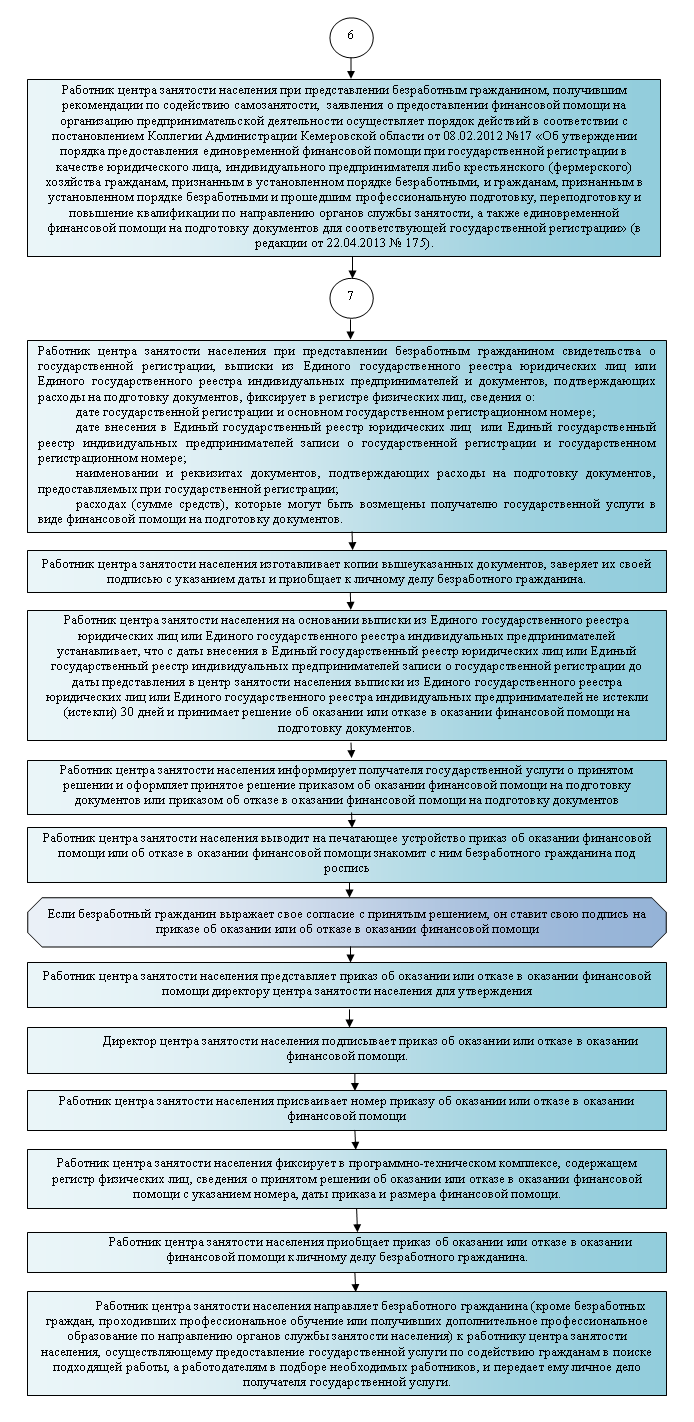 6
Работник центра занятости населения при представлении безработным гражданином, получившим
рекомендации по содействию самозанятости, заявления о предоставлении финансовой помощи на
организацию предпринимательской деятельности осуществляет порядок действий в соответствии с
постановлением Коллегии Администрации Кемеровской области от 08.02.2012 №17 «Об утверждении
порядка предоставления единовременной финансовой помощи при государственной регистрации в
качестве юридического лица, индивидуального предпринимателя либо крестьянского (фермерского)
хозяйства гражданам, признанным в установленном порядке безработными, и гражданам, признанным в
установленном порядке безработными и прошедшим профессиональную подготовку, переподготовку и
повышение квалификации по направлению органов службы занятости, а также единовременной
финансовой помощи на подготовку документов для соответствующей государственной регистрации» (в
редакции от 22.04.2013 № 175).
7
Работник центра занятости населения при представлении безработным гражданином свидетельства о
государственной регистрации, выписки из Единого государственного реестра юридических лиц или
Единого государственного реестра индивидуальных предпринимателей и документов, подтверждающих
расходы на подготовку документов, фиксирует в регистре физических лиц, сведения о:
дате государственной регистрации и основном государственном регистрационном номере;
дате внесения в Единый государственный реестр юридических лиц или Единый государственный
реестр индивидуальных предпринимателей записи о государственной регистрации и государственном
регистрационном номере;
наименовании и реквизитах документов, подтверждающих расходы на подготовку документов,
предоставляемых при государственной регистрации;
расходах (сумме средств), которые могут быть возмещены получателю государственной услуги в
виде финансовой помощи на подготовку документов.
Работник центра занятости населения изготавливает копии вышеуказанных документов, заверяет их своей
подписью с указанием даты и приобщает к личному делу безработного гражданина.
Работник центра занятости населения на основании выписки из Единого государственного реестра
юридических лиц или Единого государственного реестра индивидуальных предпринимателей
устанавливает, что с даты внесения в Единый государственный реестр юридических лиц или Единый
государственный реестр индивидуальных предпринимателей записи о государственной регистрации до
даты представления в центр занятости населения выписки из Единого государственного реестра
юридических лиц или Единого государственного реестра индивидуальных предпринимателей не истекли
(истекли) 30 дней и принимает решение об оказании или отказе в оказании финансовой помощи на
подготовку документов.
Работник центра занятости населения информирует получателя государственной услуги о принятом
решении и оформляет принятое решение приказом об оказании финансовой помощи на подготовку
документов или приказом об отказе в оказании финансовой помощи на подготовку документов
Работник центра занятости населения выводит на печатающее устройство приказ об оказании финансовой
помощи или об отказе в оказании финансовой помощи знакомит с ним безработного гражданина под
роспись
Если безработный гражданин выражает свое согласие с принятым решением, он ставит свою подпись на
приказе об оказании или об отказе в оказании финансовой помощи
Работник центра занятости населения представляет приказ об оказании или отказе в оказании финансовой
помощи директору центра занятости населения для утверждения
Директор центра занятости населения подписывает приказ об оказании или отказе в оказании
финансовой помощи.
Работник центра занятости населения присваивает номер приказу об оказании или отказе в оказании
финансовой помощи
Работник центра занятости населения фиксирует в программно-техническом комплексе, содержащем
регистр физических лиц, сведения о принятом решении об оказании или отказе в оказании финансовой
помощи с указанием номера, даты приказа и размера финансовой помощи.
Работник центра занятости населения приобщает приказ об оказании или отказе в оказании
финансовой помощи к личному делу безработного гражданина.
Работник центра занятости населения направляет безработного гражданина (кроме безработных
граждан, проходивших профессиональное обучение или получивших дополнительное профессиональное
образование по направлению органов службы занятости населения) к работнику центра занятости
населения, осуществляющему предоставление государственной услуги по содействию гражданам в поиске
подходящей работы, а работодателям в подборе необходимых работников, и передает ему личное дело
получателя государственной услуги.